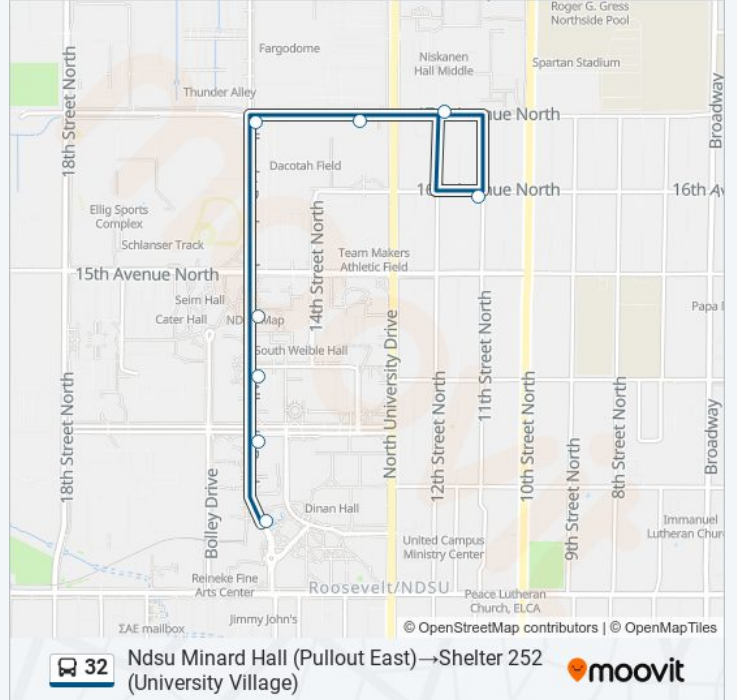 Roger G. Gress
Northside Pool
Fargodome
Niskanen
Hall Middle
Spartan Stadium
Thunder Alley
18th Street North
Broadway
nue North
Dacotah Field
16
nue North
16th Av
Ellig Sports
Complex
Schlanser Track
14th Street North
Team Makers
Athletic Field
15th Avenue North
Seim Hall
Cater Hall
Map
Papa
South Weible Hall
North University Drive
11th Street North
18th Street North
Bolley Drive
12th Street North
10th Street North
9th Street North
8th Street North
Broadway
Dinan Hall
Immanuel
Lutheran Chur
United Campus
Ministry Center
Reineke Fine
Arts Center
Roosevelt/NDSU
Peace Lutheran
Church, ELCA
Jimmy John's
ΣAE mailbox
© OpenStreetMap contributors | © OpenMapTiles
32
Ndsu Minard Hall (Pullout East)→Shelter 252
(University Village)
moovit